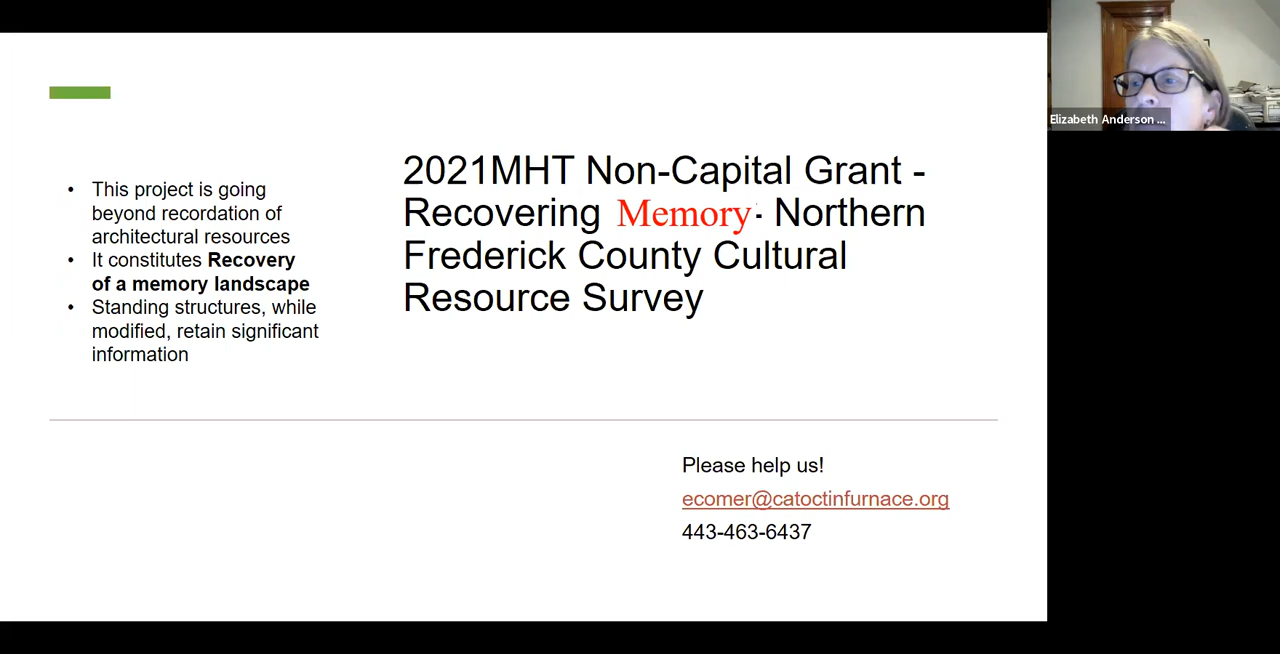 • This project is going
beyond recordation of
architectural resources
• It constitutes Recovery
of a memory landscape
• Standing structures, while
modified, retain significant
information
2021MHT Non-Capital Grant -
Recovering Memory- Northern
Frederick County Cultural
Resource Survey
Please help us!
ecomer@catoctinfurnace.org
443-463-6437
Elizabeth Anderson ...